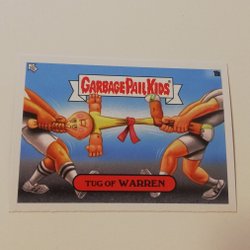 GARBAGE PAIL KIDS
TUG OF WARREN